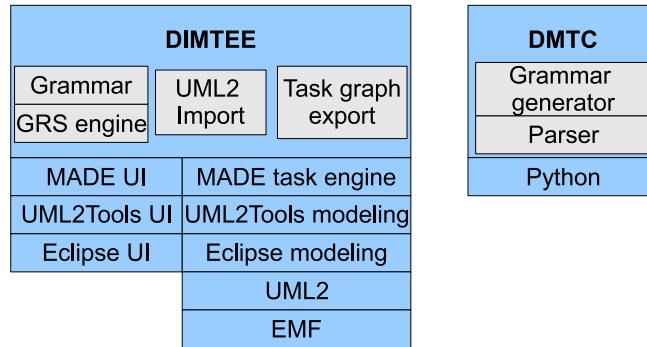 DIMTEE
Grammar
GRS engine
UML2
Import
Task graph
export
MADE UI
MADE task engine
UML2Tools UI
UML2Tools modeling
Eclipse UI
Eclipse modeling
UML2
EMF
DMTC
Grammar
generator
Parser
Python